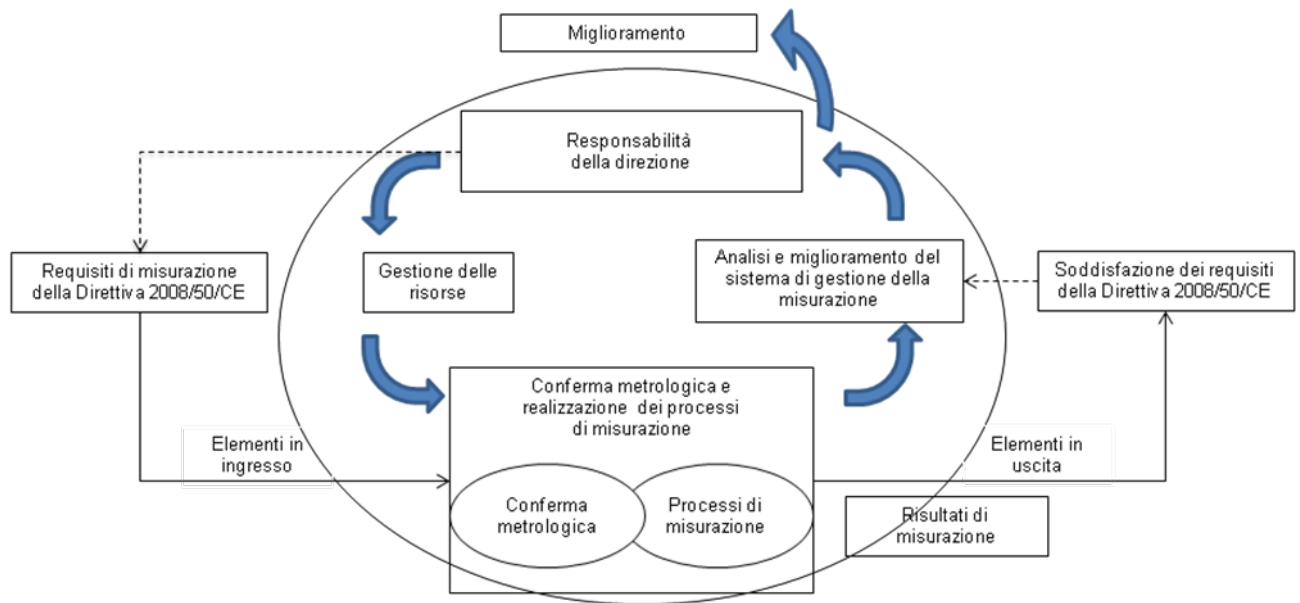 Miglioramento
Responsabilità
della direzione
Requisiti di misurazione
della Direttiva 2008/50/CE
Gestione delle
risorse
Analisi e miglioramento del
sistema di gestione della
misurazione
Soddisfazione dei requisiti
della Direttiva 2008/50/CE
Conferma metrologica e
realizzazione dei processi
di misurazione
Elementi in
ingresso
Elementi in
uscita
Conferma
metrologica
Processi di
misurazione
Risultati di
misurazione